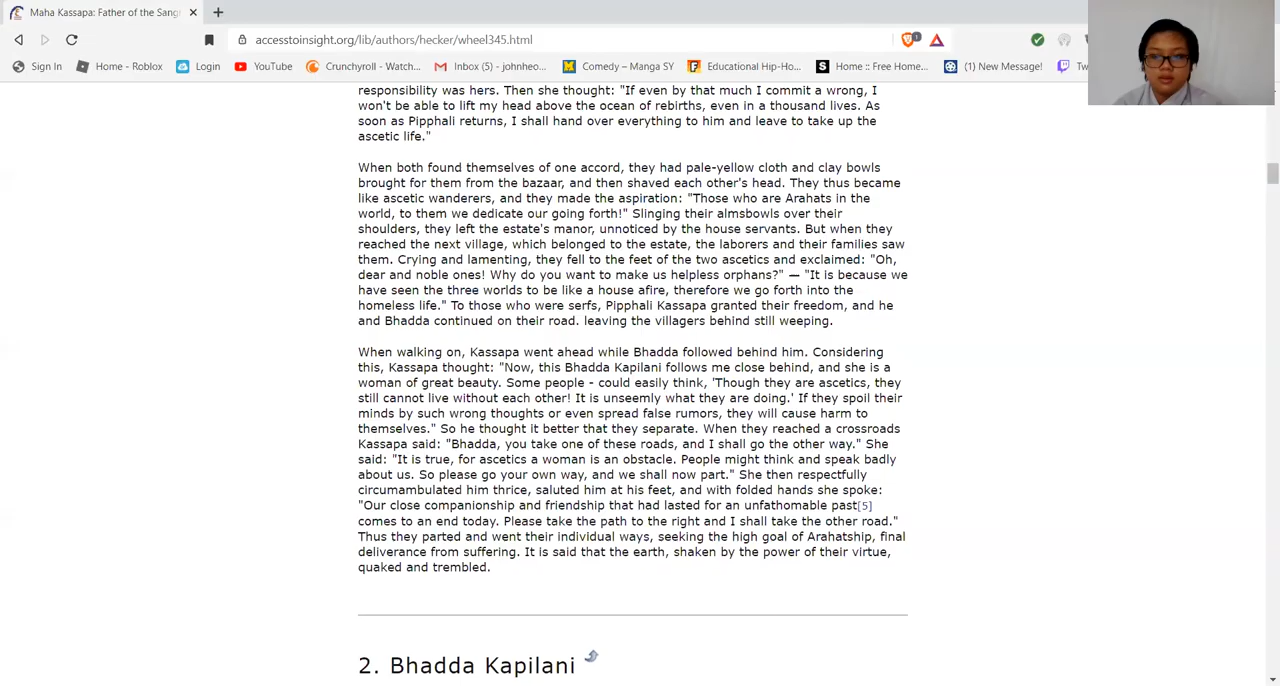 Maha Kassapa: Father of the Sang
accesstoinsight.org/lib/authors/hecker/wheel345.html
1
Sign In Home - Roblox Login YouTube Crunchyroll - Watch... Inbox (5) - johnheo... Comedy – Manga SY Educational Hip-Ho... Home :: Free Home... (1) New Message! Tw
responsibility was hers. Then she thought: "If even by that much I commit a wrong, I
won't be able to lift my head above the ocean of rebirths, even in a thousand lives. As
soon as Pipphali returns, I shall hand over everything to him and leave to take up the
ascetic life."
When both found themselves of one accord, they had pale-yellow cloth and clay bowls
brought for them from the bazaar, and then shaved each other's head. They thus became
like ascetic wanderers, and they made the aspiration: "Those who are Arahats in the
world, to them we dedicate our going forth!" Slinging their almsbowls over their
shoulders, they left the estate's manor, unnoticed by the house servants. But when they
reached the next village, which belonged to the estate, the laborers and their families saw
them. Crying and lamenting, they fell to the feet of the two ascetics and exclaimed: "Oh,
dear and noble ones! Why do you want to make us helpless orphans?" — "It is because we
have seen the three worlds to be like a house afire, therefore we go forth into the
homeless life." To those who were serfs, Pipphali Kassapa granted their freedom, and he
and Bhadda continued on their road. leaving the villagers behind still weeping.
When walking on, Kassapa went ahead while Bhadda followed behind him. Considering
this, Kassapa thought: "Now, this Bhadda Kapilani follows me close behind, and she is a
woman of great beauty. Some people - could easily think, 'Though they are ascetics, they
still cannot live without each other! It is unseemly what they are doing.' If they spoil their
minds by such wrong thoughts or even spread false rumors, they will cause harm to
themselves." So he thought it better that they separate. When they reached a crossroads
Kassapa said: "Bhadda, you take one of these roads, and I shall go the other way." She
said: "It is true, for ascetics a woman is an obstacle. People might think and speak badly
about us. So please go your own way, and we shall now part." She then respectfully
circumambulated him thrice, saluted him at his feet, and with folded hands she spoke:
"Our close companionship and friendship that had lasted for an unfathomable past[5]
comes to an end today. Please take the path to the right and I shall take the other road."
Thus they parted and went their individual ways, seeking the high goal of Arahatship, final
deliverance from suffering. It is said that the earth, shaken by the power of their virtue,
quaked and trembled.
2. Bhadda Kapilani